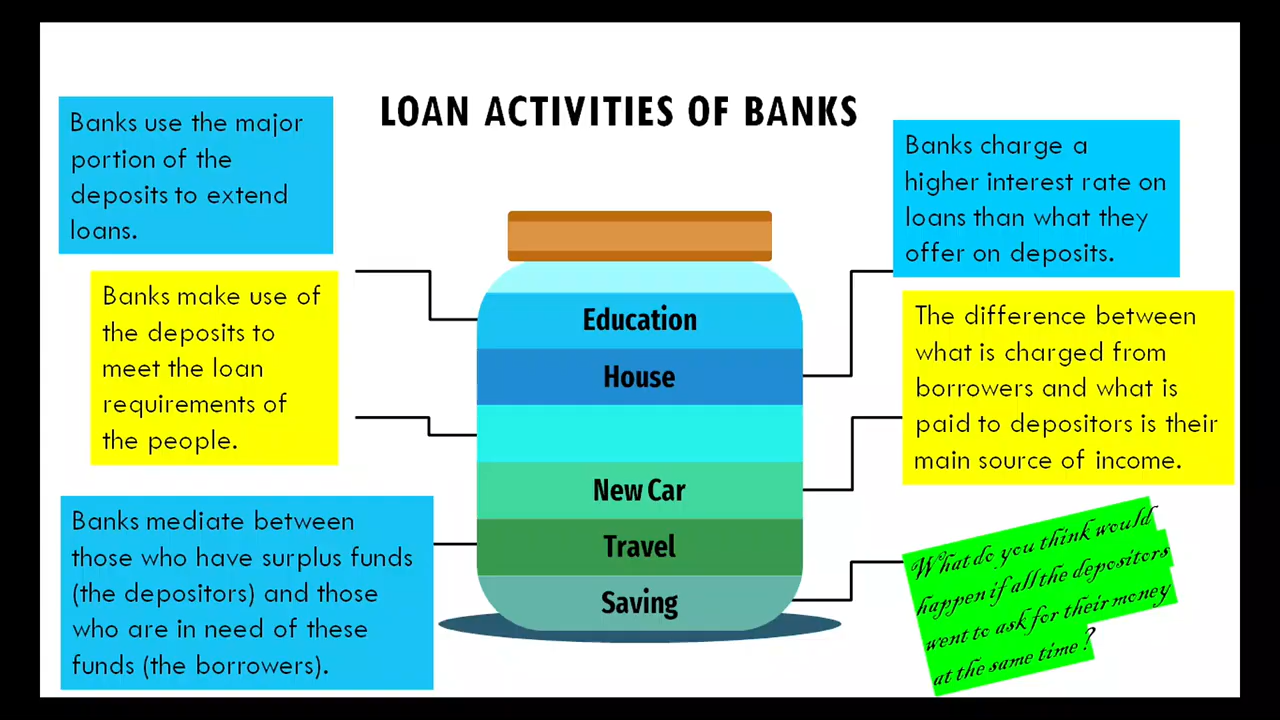 LOAN ACTIVITIES OF BANKS
Banks use the major
portion of the
deposits to extend
loans.
Banks make use of
the deposits to
meet the loan
requirements of
the people.
Banks mediate between
those who have surplus funds
(the depositors) and those
who are in need of these
funds (the borrowers).
Education
House
New Car
Travel
Saving
Banks charge a
higher interest rate on
loans than what they
offer on deposits.
The difference between
what is charged from
borrowers and what is
paid to depositors is their
main source of income.
What do you think would
happen if all the depositors
went to ask for their money
at the same time?